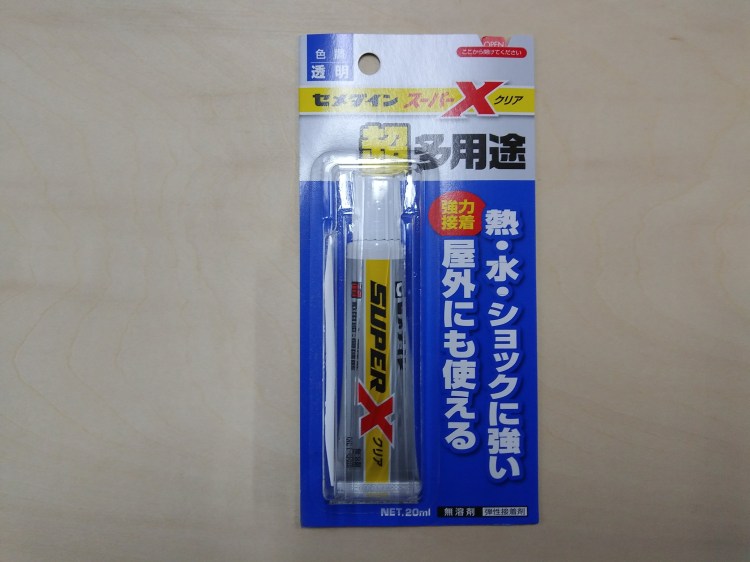 OPEN
ここから開けてください
色調
透明
セメダイン スーパーX クリア
超多用途
強力
接着
熱・水・ショックに強い
屋外にも使える
SUPER X クリア
NET.20ml 無溶剤 弾性接着剤